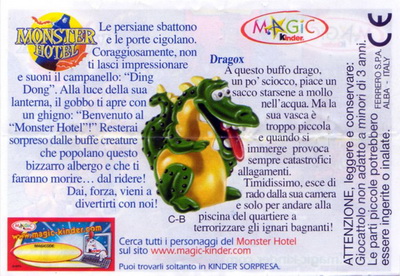 MONSTER
HOTEL
Le persiane sbattono
e le porte cigolano.
Coraggiosamente, non
ti lasci impressionare
e suoni il campanello: "Ding
Dong". Alla luce della sua
lanterna, il gobbo ti apre con
un ghigno: "Benvenuto al
"Monster Hotel"!" Resterai
sorpreso dalle buffe creature
che popolano questo
bizzarro albergo e che ti
faranno morire... dal ridere!
Dai, forza, vieni a
divertirti con noi!
MAGIC
Kinder
Dragox
A questo buffo drago,
un po' sciocco, piace un
sacco starsene a mollo
nell'acqua. Ma la
sua vasca è
troppo piccola
e quando si
immerge provoca
sempre catastrofici
allagamenti.
Timidissimo, esce di
rado dalla sua camera
e solo per andare alla
piscina del quartiere a
terrorizzare gli ignari bagnanti!
C-B
www.magic-kinder.com
Cerca tutti i personaggi del Monster Hotel
sul sito www.magic-kinder.com
Puoi trovarli soltanto in KINDER SORPRESA.
CE
ATTENZIONE, leggere e conservare:
Giocattolo non adatto a minori di 3 anni.
Le parti piccole potrebbero
essere ingerite o inalate.
FERRERO S.P.A.
ALBA - ITALY